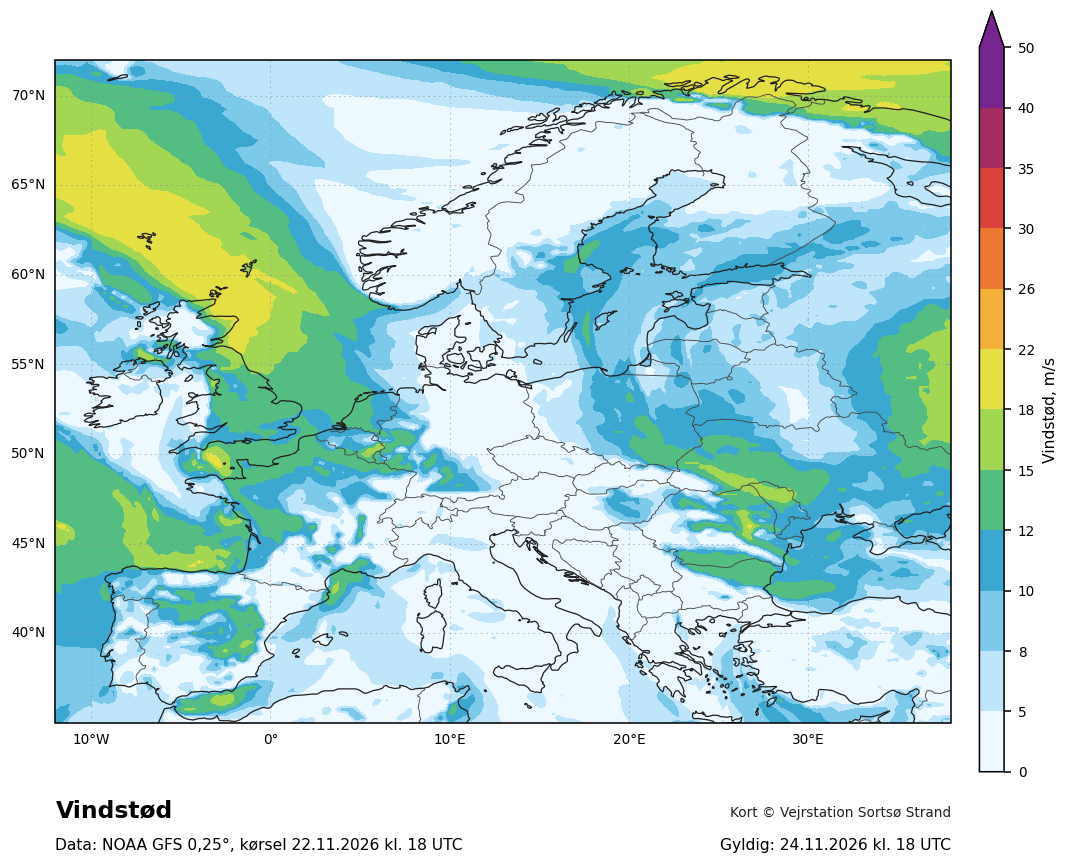 50
40
35
30
26
22
18
15
12
10
8
5
0
Vindstød, m/s
70°N
65°N
60°N
55°N
50°N
45°N
40°N
10°W
0°
10°E
20°E
30°E
Vindstød
Kort © Vejrstation Sortsø Strand
Data: NOAA GFS 0,25°, kørsel 22.11.2026 kl. 18 UTC
Gyldig: 24.11.2026 kl. 18 UTC